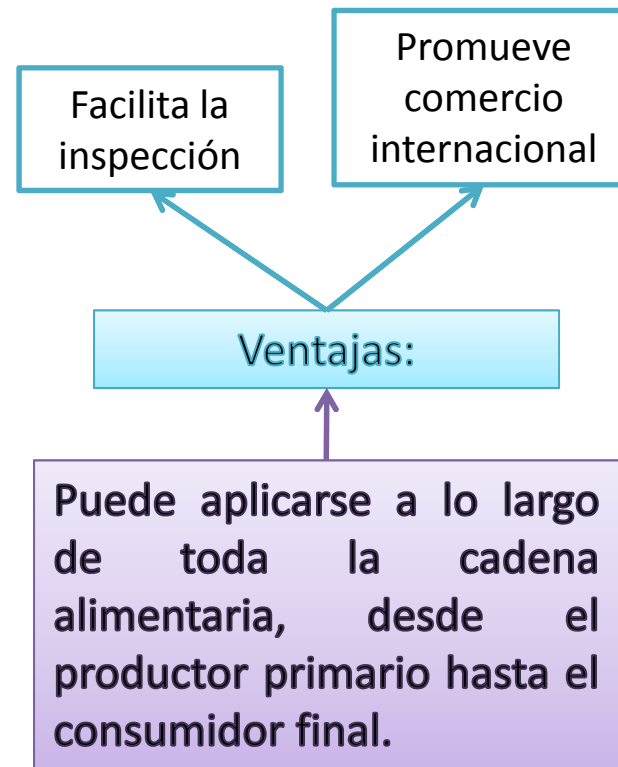 Facilita la
inspección
Promueve
comercio
internacional
Ventajas:
Puede aplicarse a lo largo
de toda la cadena
alimentaria, desde el
productor primario hasta el
consumidor final.